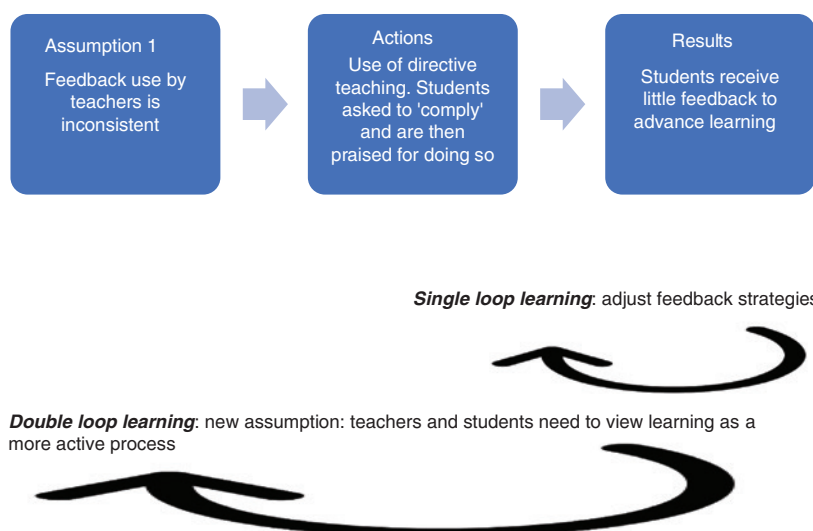 Assumption 1
Feedback use by
teachers is
inconsistent
Actions
Use of directive
teaching. Students
asked to 'comply'
and are then
praised for doing so
Results
Students receive
little feedback to
advance learning
Single loop learning: adjust feedback strategies
Double loop learning: new assumption: teachers and students need to view learning as a
more active process